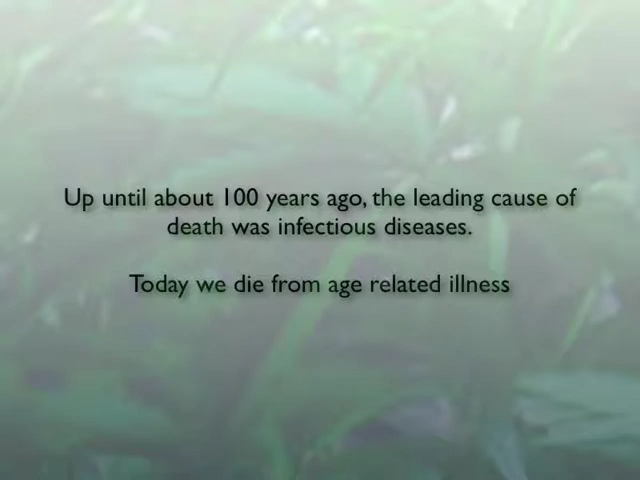 Up until about 100 years ago, the leading cause of
death was infectious diseases.
Today we die from age related illness